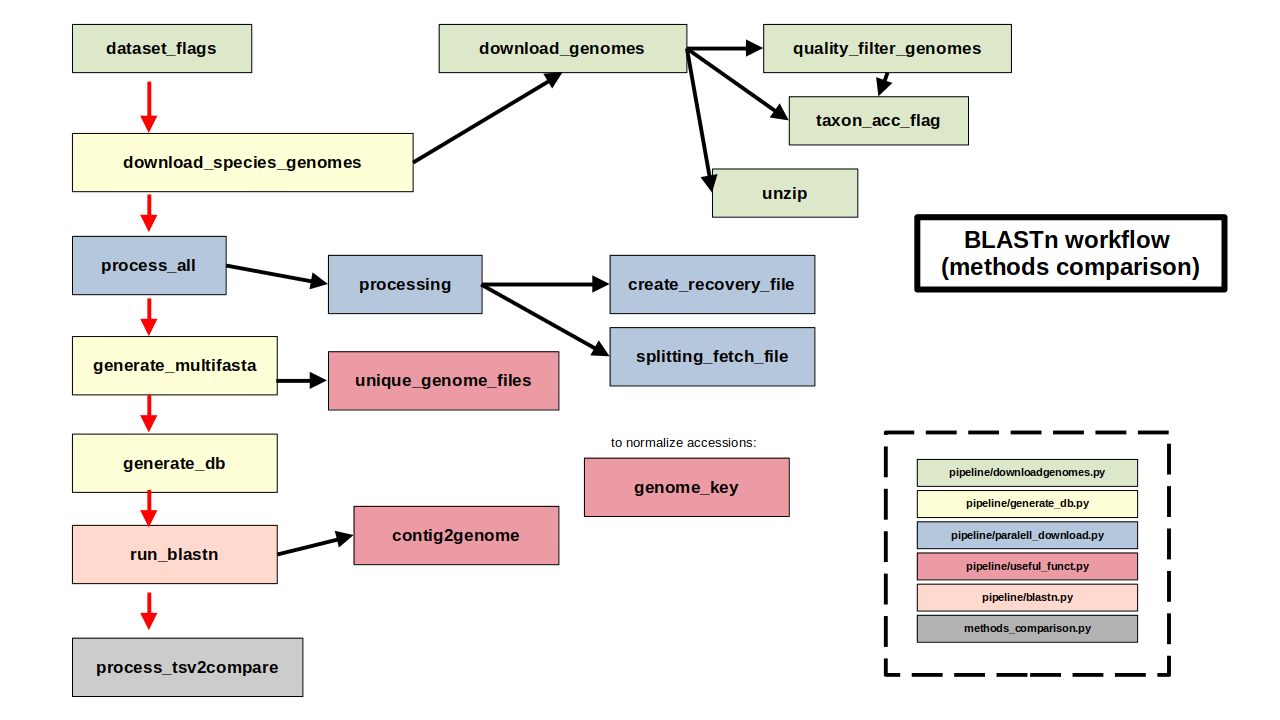 dataset_flags
download_genomes
quality_filter_genomes
taxon_acc_flag
download_species_genomes
unzip
BLASTn workflow
(methods comparison)
process_all
processing
create_recovery_file
splitting_fetch_file
generate_multifasta
unique_genome_files
to normalize accessions:
genome_key
generate_db
contig2genome
run_blastn
process_tsv2compare
pipeline/downloadgenomes.py
pipeline/generate_db.py
pipeline/paralell_download.py
pipeline/useful_funct.py
pipeline/blastn.py
methods_comparison.py